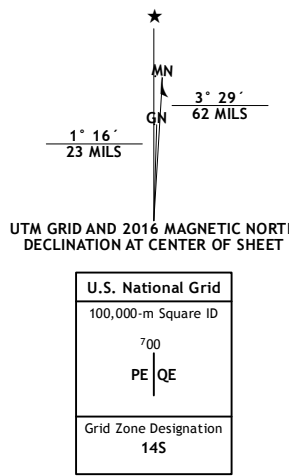 MN
3° 29´
62 MILS
GN
1° 16´
23 MILS
UTM GRID AND 2016 MAGNETIC NORTH
DECLINATION AT CENTER OF SHEET
U.S. National Grid
100,000-m Square ID
700
PE QE
Grid Zone Designation
14S